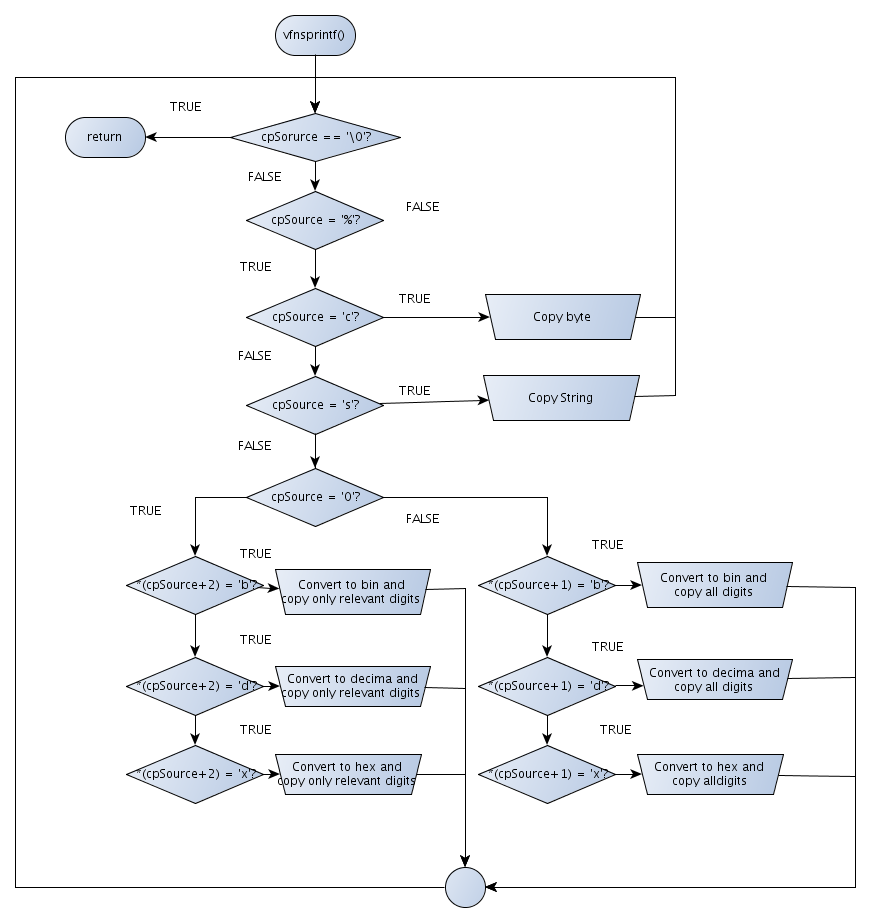 vfnsprintf()
TRUE
return
cpSorurce == '\0'?
FALSE
cpSource = '%'?
FALSE
TRUE
cpSource = 'c'?
TRUE
Copy byte
FALSE
cpSource = 's'?
TRUE
Copy String
FALSE
cpSource = '0'?
TRUE
FALSE
*(cpSource+2) = 'b'?
TRUE
Convert to bin and
copy only relevant digits
*(cpSource+1) = 'b'?
TRUE
Convert to bin and
copy all digits
*(cpSource+2) = 'd'?
TRUE
Convert to decima and
copy only relevant digits
*(cpSource+1) = 'd'?
TRUE
Convert to decima and
copy all digits
*(cpSource+2) = 'x'?
TRUE
Convert to hex and
copy only relevant digits
*(cpSource+1) = 'x'?
TRUE
Convert to hex and
copy alldigits